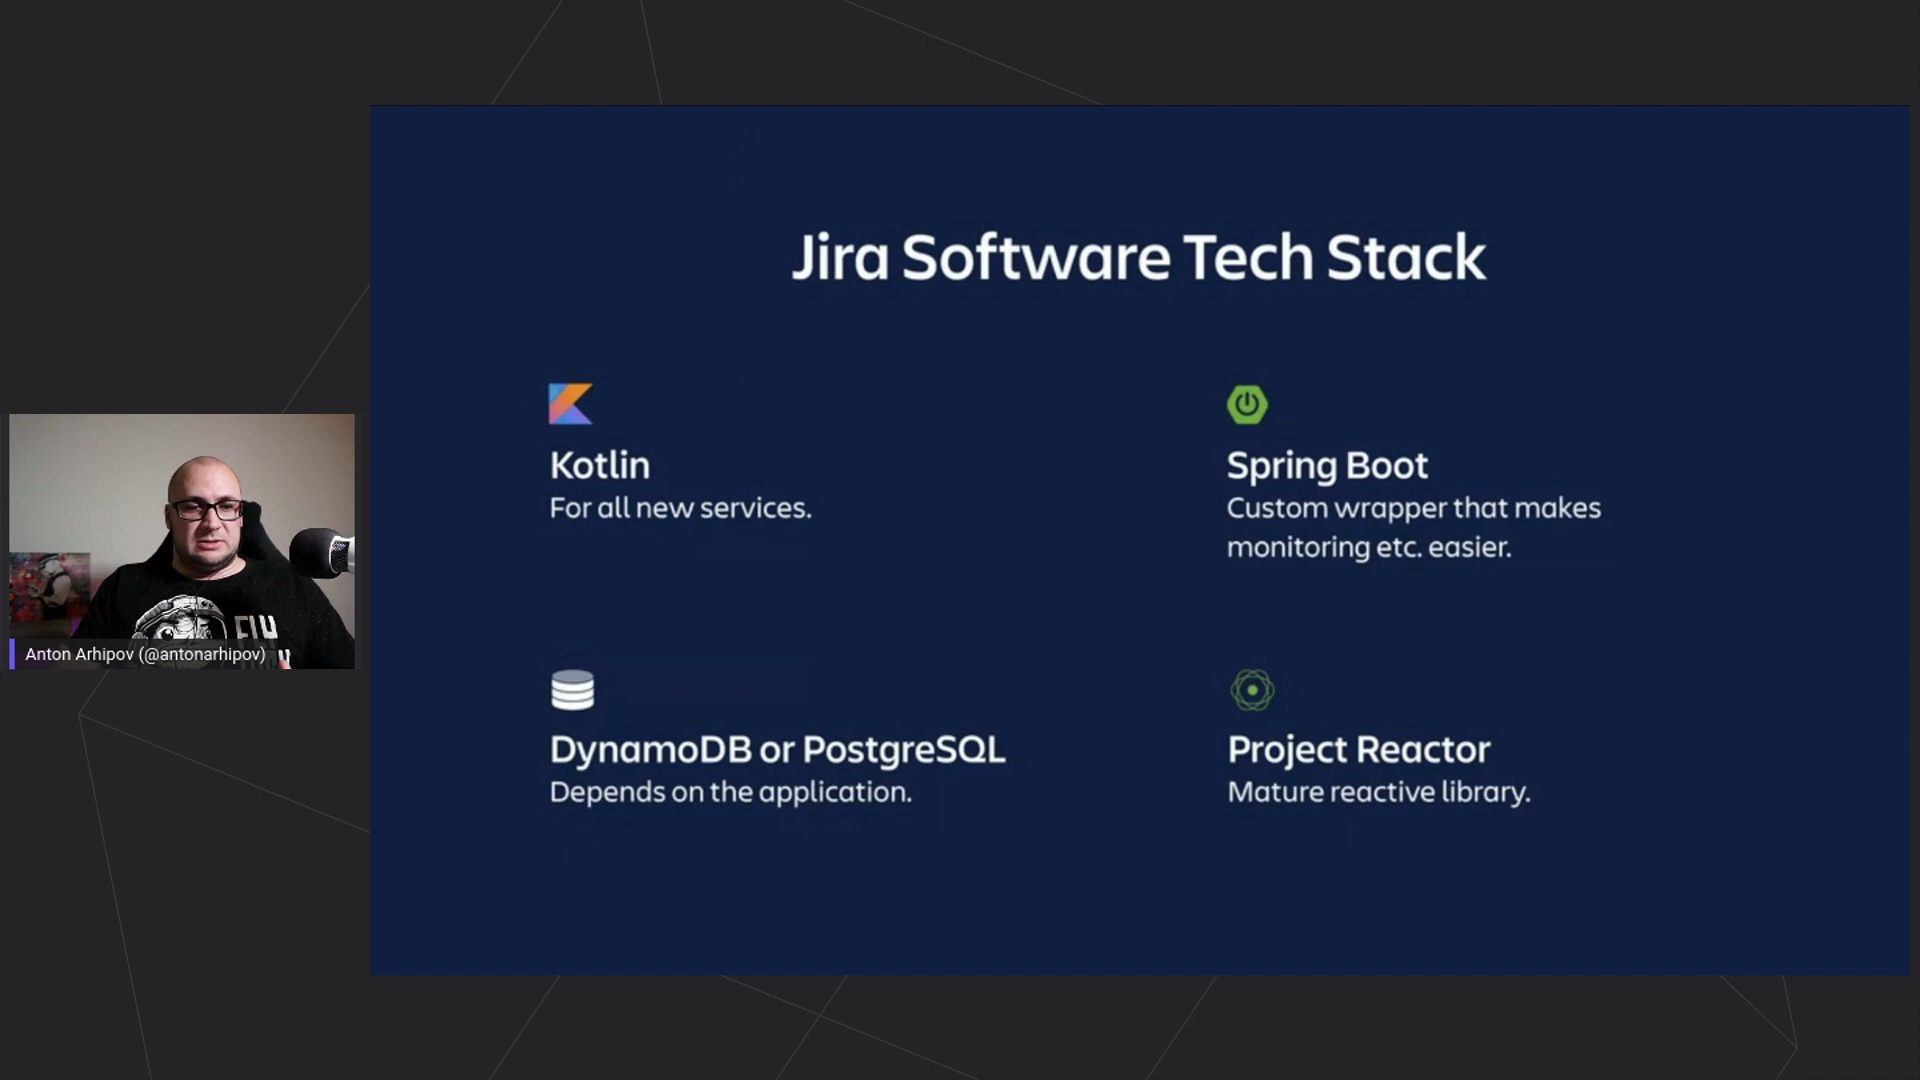 Jira Software Tech Stack
Kotlin
For all new services.
Spring Boot
Custom wrapper that makes
monitoring etc. easier.
DynamoDB or PostgreSQL
Depends on the application.
Project Reactor
Mature reactive library.
FLY
Anton Arhipov (@antonarhipov)